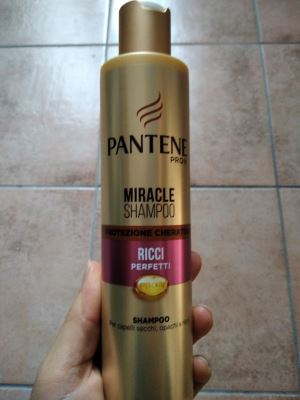 PANTENE
PRO-V
MIRACLE
SHAMPOO
PROTEZIONE CHERATINA
RICCI
PERFETTI
SHAMPOO
Per capelli secchi, opachi e